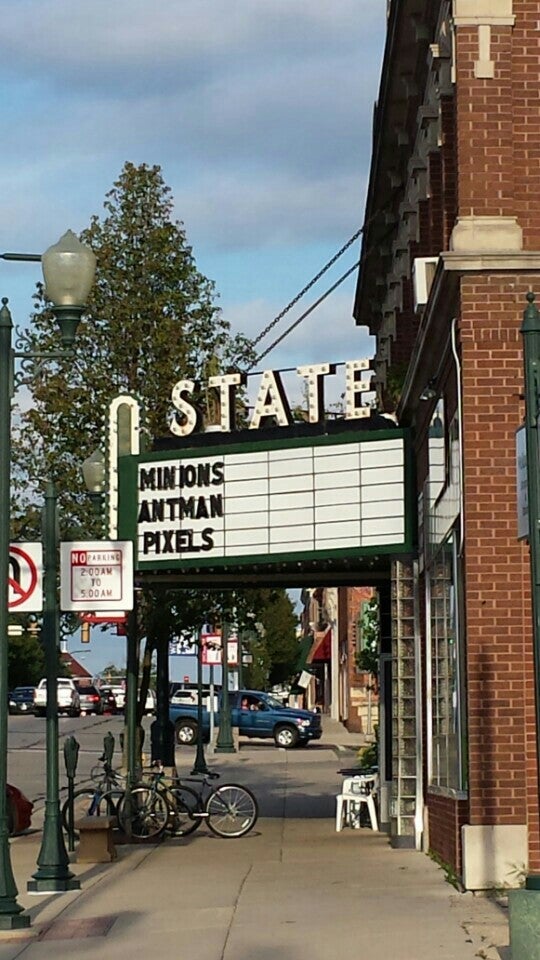 STATE
MINIONS
ANTMAN
PIXELS
NO PARKING
2:00AM
TO
5:00AM